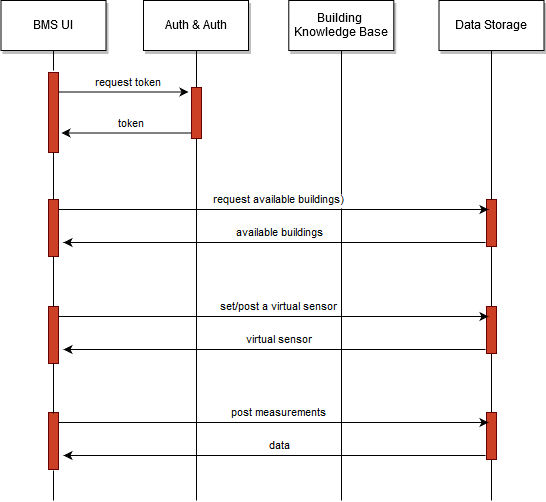 BMS UI
Auth & Auth
Building
Knowledge Base
Data Storage
request token
token
request available buildings)
available buildings
set/post a virtual sensor
virtual sensor
post measurements
data